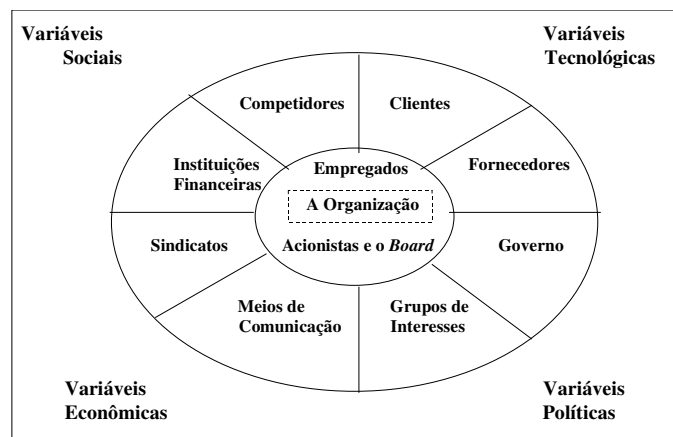 Variáveis
Sociais
Variáveis
Tecnológicas
Competidores
Clientes
Instituições
Financeiras
Empregados
Fornecedores
A Organização
Sindicatos
Acionistas e o Board
Governo
Meios de
Comunicação
Grupos de
Interesses
Variáveis
Econômicas
Variáveis
Políticas